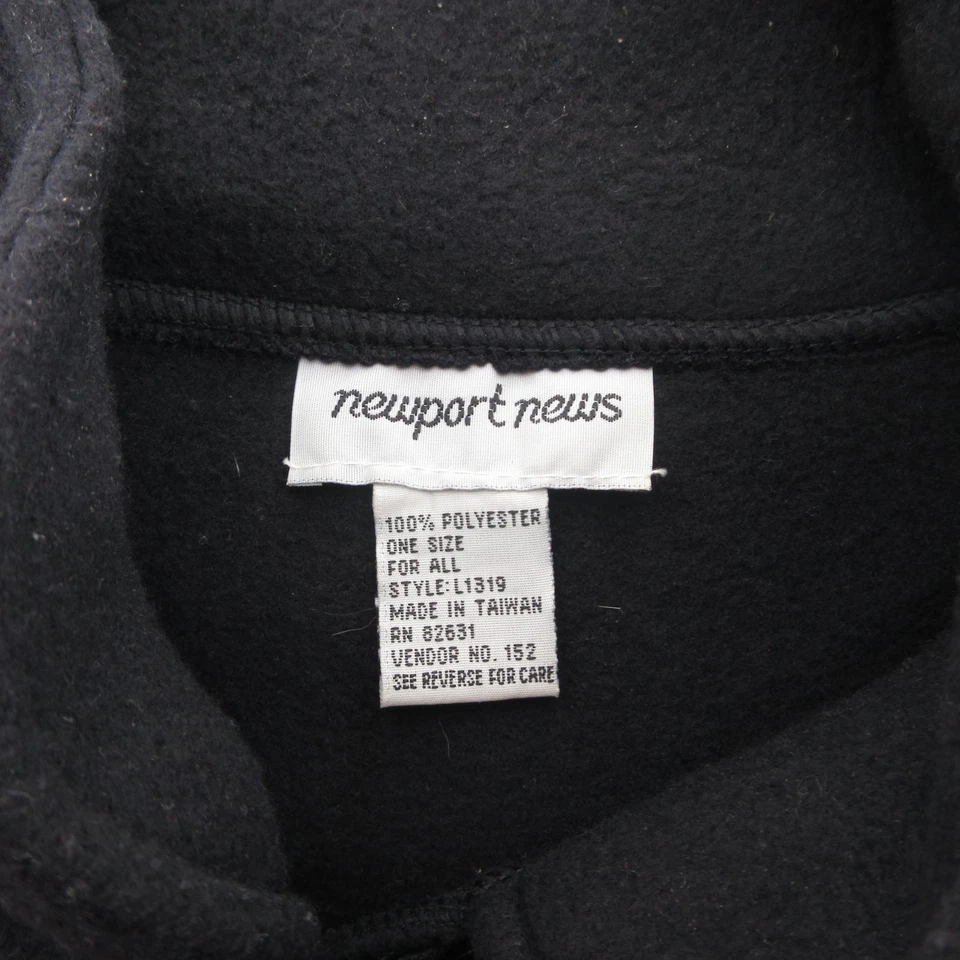 newport news
100% POLYESTER
ONE SIZE
FOR ALL
STYLE: L1319
MADE IN TAIWAN
RN 82631
VENDOR NO. 152
SEE REVERSE FOR CARE